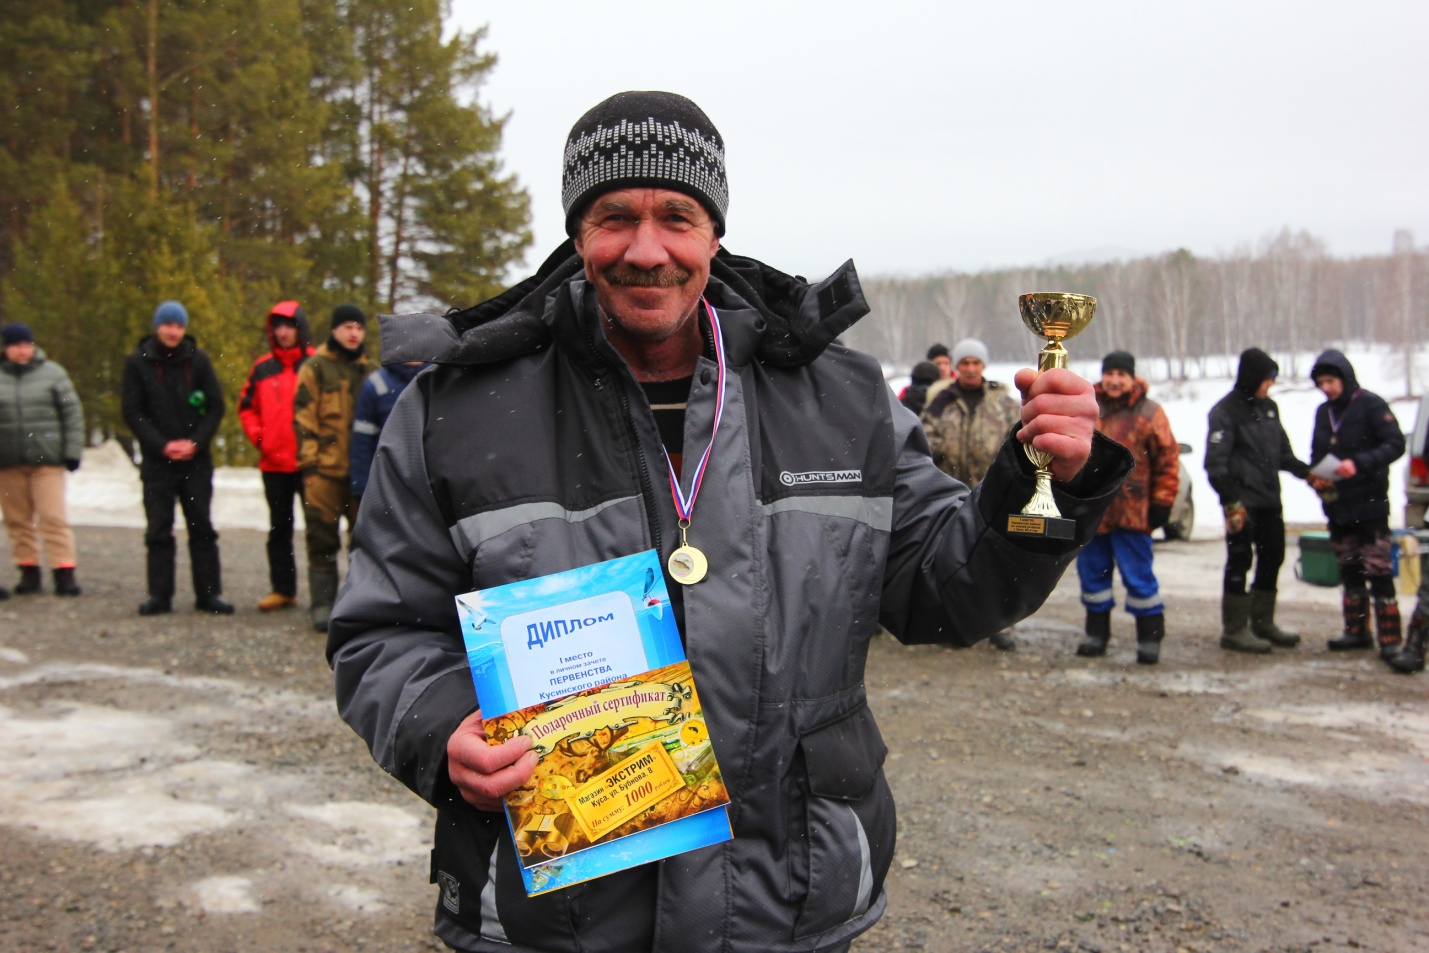 HUNTSMAN
ДИПЛОМ
I место
в личном зачете
ПЕРВЕНСТВА
Кусинского района
Подарочный сертификат
Магазин «ЭКСТРИМ»
Куса, ул. Бубнова, 8
На сумму: 1000 рублей